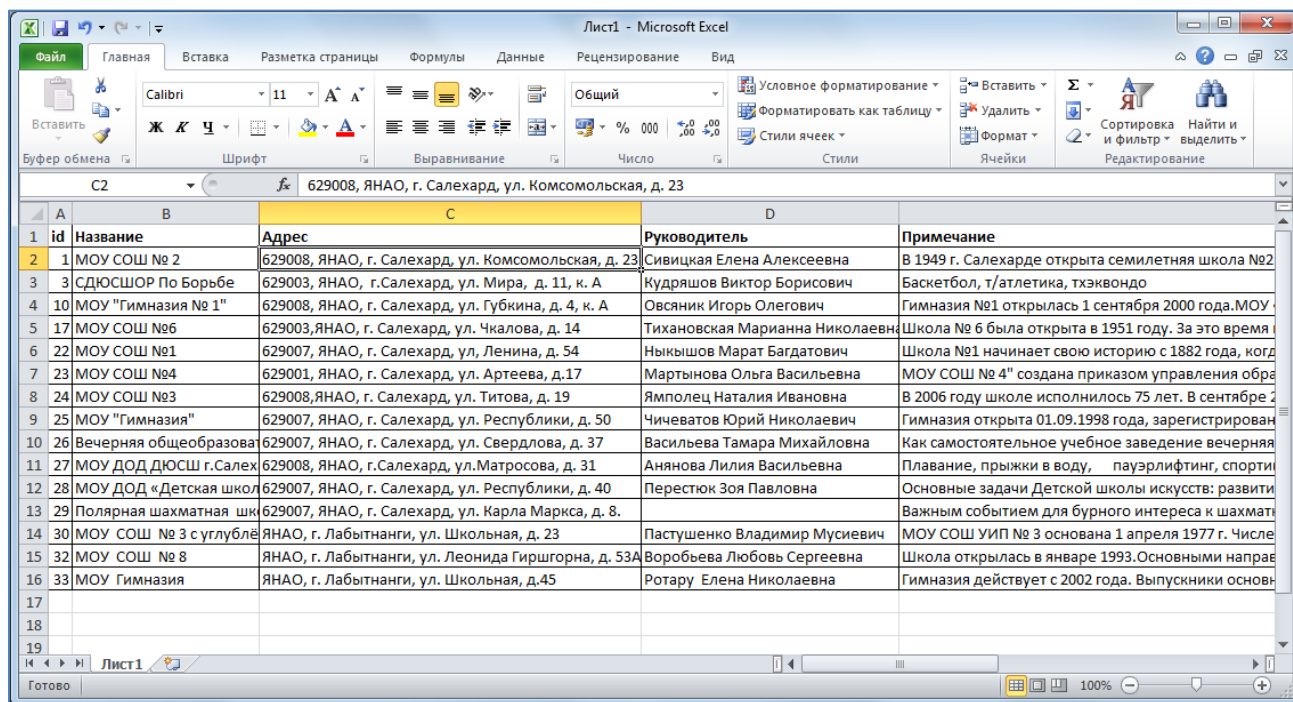 Лист1 - Microsoft Excel
Файл Главная Вставка Разметка страницы Формулы Данные Рецензирование Вид
Вставить
Calibri 11
Ж К Ч
Общий
% 000
Условное форматирование
Форматировать как таблицу
Стили ячеек
Вставить
Удалить
Формат
Σ
Сортировка и фильтр
Найти и выделить
Буфер обмена Шрифт Выравнивание Число Стили Ячейки Редактирование
C2 fx 629008, ЯНАО, г. Салехард, ул. Комсомольская, д. 23
A B C D
1 id Название Адрес Руководитель Примечание
2 1 МОУ СОШ № 2 629008, ЯНАО, г. Салехард, ул. Комсомольская, д. 23 Сивицкая Елена Алексеевна В 1949 г. Салехарде открыта семилетняя школа №2
3 3 СДЮСШОР По Борьбе 629003, ЯНАО, г.Салехард, ул. Мира, д. 11, к. А Кудряшов Виктор Борисович Баскетбол, т/атлетика, тхэквондо
4 10 МОУ "Гимназия № 1" 629008, ЯНАО, г. Салехард, ул. Губкина, д. 4, к. А Овсяник Игорь Олегович Гимназия №1 открылась 1 сентября 2000 года.МОУ
5 17 МОУ СОШ №6 629003,ЯНАО, г. Салехард, ул. Чкалова, д. 14 Тихановская Марианна Николаевна Школа № 6 была открыта в 1951 году. За это время
6 22 МОУ СОШ №1 629007, ЯНАО, г. Салехард, ул, Ленина, д. 54 Ныкышов Марат Багдатович Школа №1 начинает свою историю с 1882 года, когд
7 23 МОУ СОШ №4 629001, ЯНАО, г. Салехард, ул. Артеева, д.17 Мартынова Ольга Васильевна МОУ СОШ № 4" создана приказом управления обра
8 24 МОУ СОШ №3 629008,ЯНАО, г. Салехард, ул. Титова, д. 19 Ямполец Наталия Ивановна В 2006 году школе исполнилось 75 лет. В сентябре 2
9 25 МОУ "Гимназия" 629007, ЯНАО, г. Салехард, ул. Республики, д. 50 Чичеватов Юрий Николаевич Гимназия открыта 01.09.1998 года, зарегистрирован
10 26 Вечерняя общеобразоват 629007, ЯНАО, г. Салехард, ул. Свердлова, д. 37 Васильева Тамара Михайловна Как самостоятельное учебное заведение вечерняя
11 27 МОУ ДОД ДЮСШ г.Салех 629008, ЯНАО, г.Салехард, ул.Матросова, д. 31 Анянова Лилия Васильевна Плавание, прыжки в воду, пауэрлифтинг, спорти
12 28 МОУ ДОД «Детская школ 629007, ЯНАО, г. Салехард, ул. Республики, д. 40 Перестюк Зоя Павловна Основные задачи Детской школы искусств: развити
13 29 Полярная шахматная шк 629007, ЯНАО, г. Салехард, ул. Карла Маркса, д. 8. Важным событием для бурного интереса к шахмат
14 30 МОУ СОШ № 3 с углублё ЯНАО, г. Лабытнанги, ул. Школьная, д. 23 Пастушенко Владимир Мусиевич МОУ СОШ УИП № 3 основана 1 апреля 1977 г. Числе
15 32 МОУ СОШ № 8 ЯНАО, г. Лабытнанги, ул. Леонида Гиршгорна, д. 53А Воробьева Любовь Сергеевна Школа открылась в январе 1993.Основными направ
16 33 МОУ Гимназия ЯНАО, г. Лабытнанги, ул. Школьная, д.45 Ротару Елена Николаевна Гимназия действует с 2002 года. Выпускники основн
17
18
19
Лист1
Готово 100%